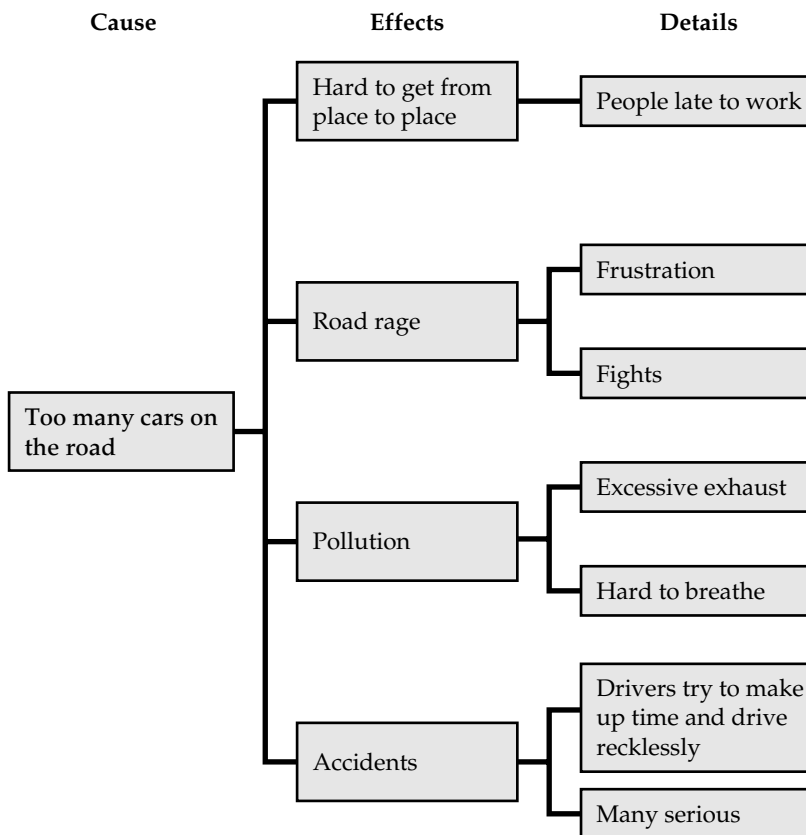 Cause
Effects
Details
Hard to get from
place to place
People late to work
Road rage
Frustration
Fights
Too many cars on
the road
Pollution
Excessive exhaust
Hard to breathe
Accidents
Drivers try to make
up time and drive
recklessly
Many serious